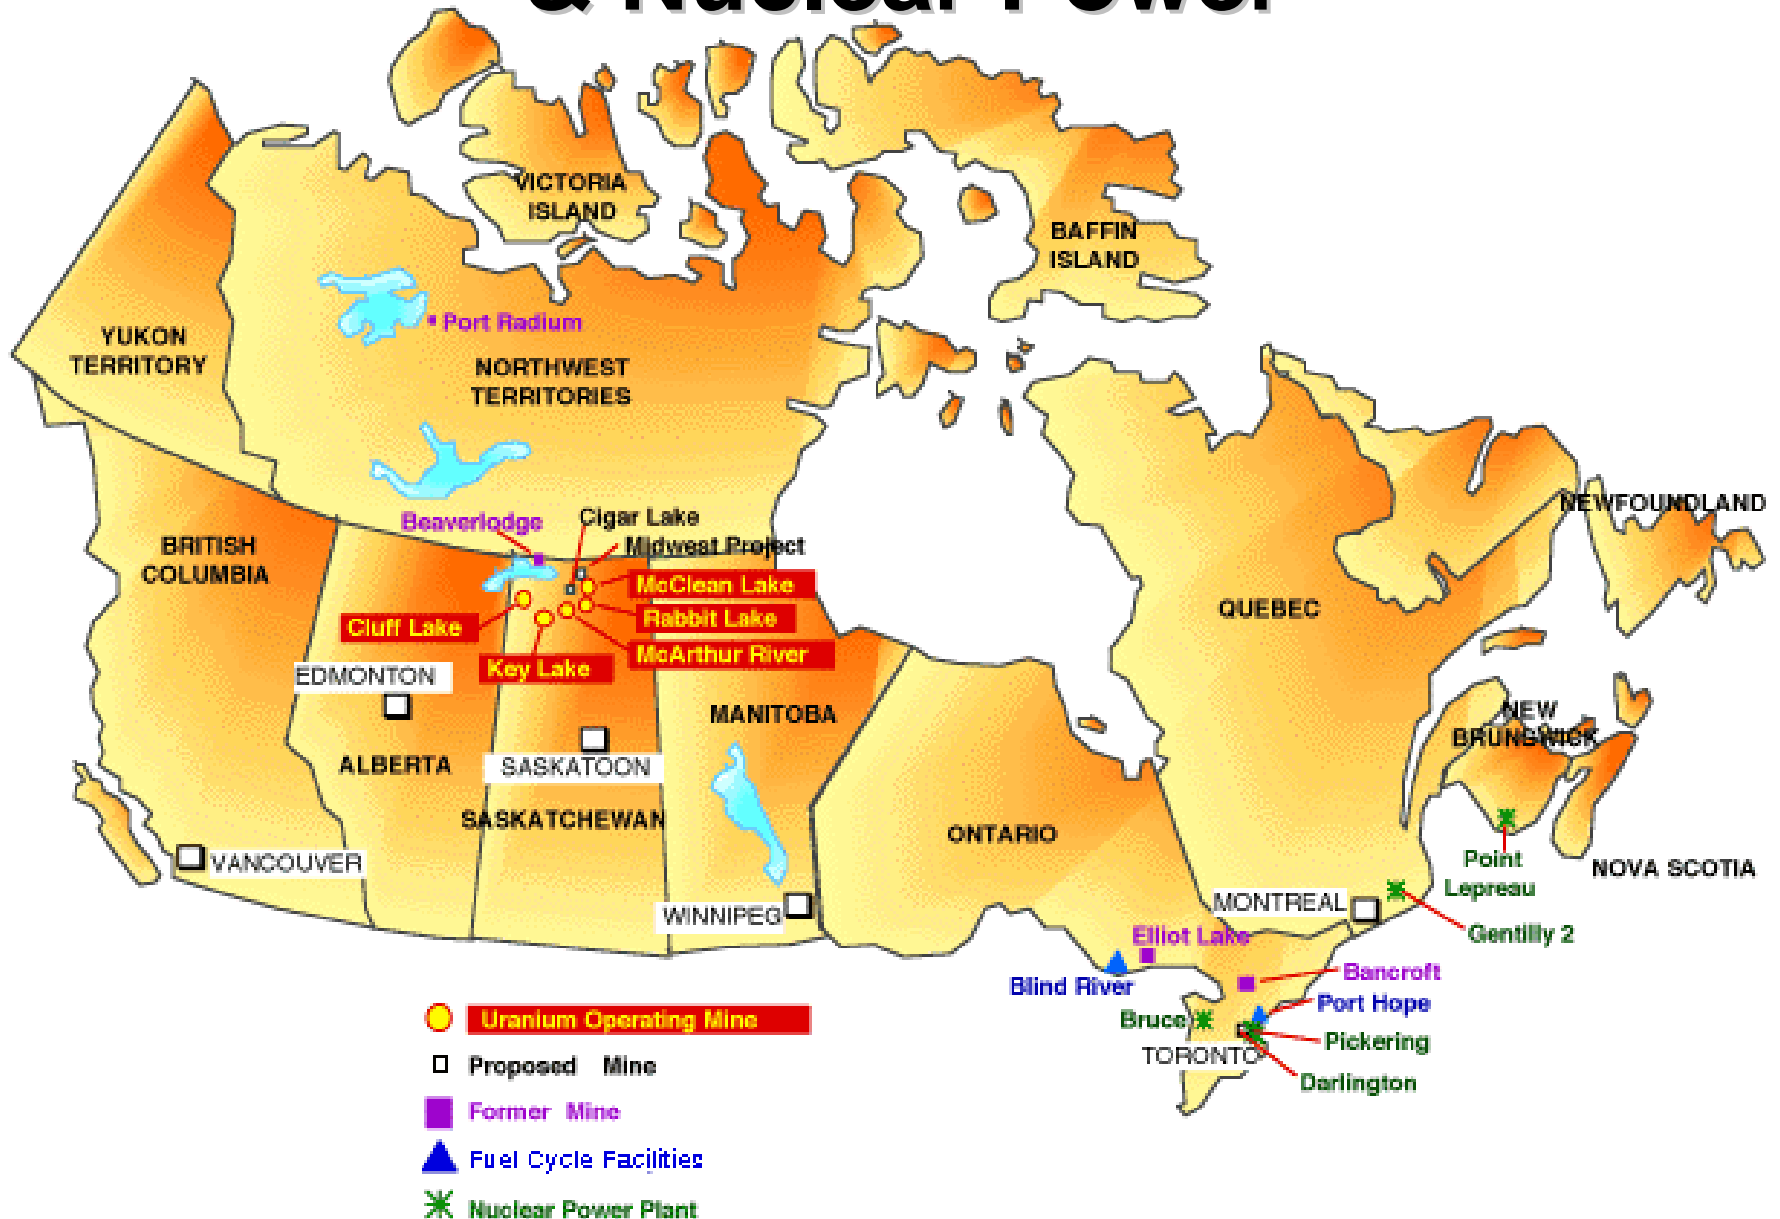 & Nuclear Power
VICTORIA
ISLAND
BAFFIN
ISLAND
Port Radium
YUKON
TERRITORY
NORTHWEST
TERRITORIES
NEWFOUNDLAND
Beaverlodge
Cigar Lake
Midwest Project
BRITISH
COLUMBIA
McClean Lake
Rabbit Lake
Cluff Lake
McArthur River
Key Lake
QUEBEC
EDMONTON
MANITOBA
NEW
BRUNSWICK
ALBERTA
SASKATOON
SASKATCHEWAN
ONTARIO
VANCOUVER
Point
Lepreau
NOVA SCOTIA
WINNIPEG
MONTREAL
Gentilly 2
Elliot Lake
Blind River
Bancroft
Port Hope
Bruce
Pickering
TORONTO
Darlington
Uranium Operating Mine
Proposed Mine
Former Mine
Fuel Cycle Facilities
Nuclear Power Plant